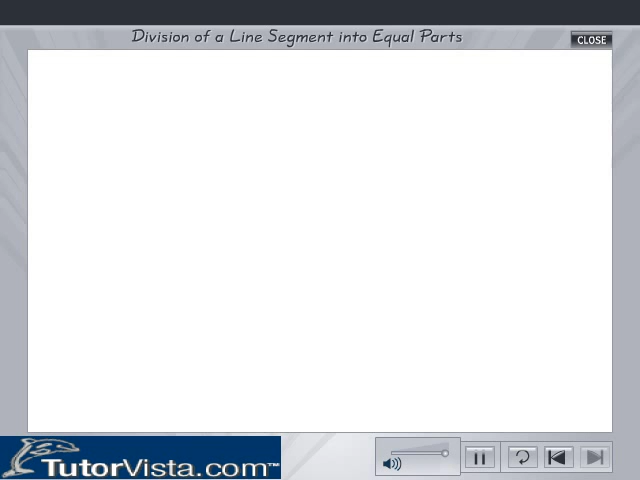 Division of a Line Segment into Equal Parts
CLOSE
TutorVista.com™